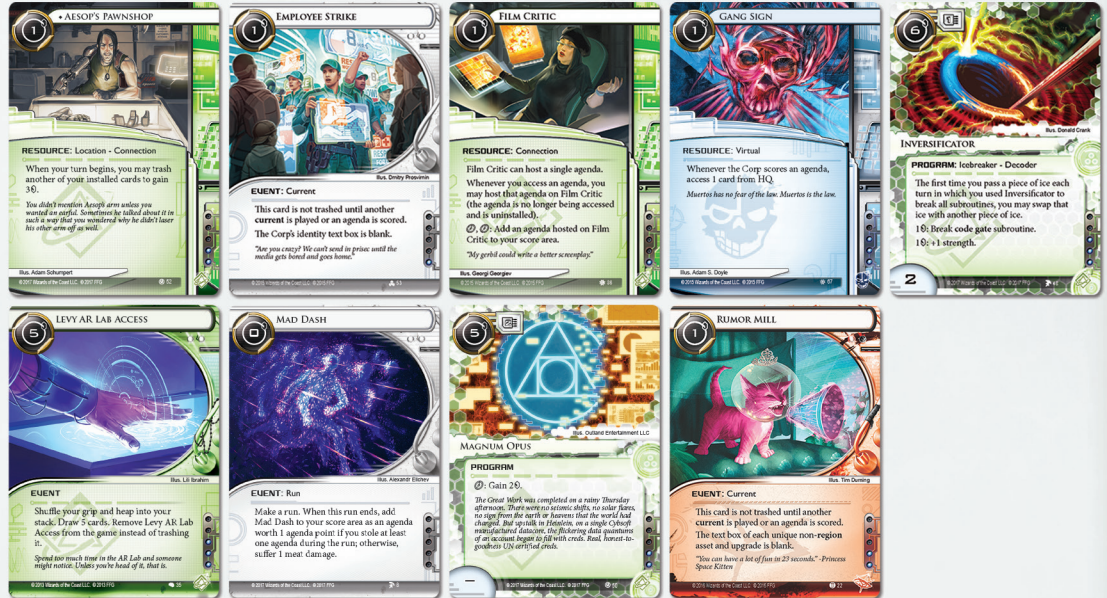 1
• AESOP'S PAWNSHOP
RESOURCE: Location - Connection
When your turn begins, you may trash
another of your installed cards to gain
3
You didn't mention Aesop's arm unless you
wanted an earful. Sometimes he talked about it in
such a way that you wondered why he didn't laser
his other arm off as well.
Illus. Adam Schumpert
©2017 Wizards of the Coast LLC. ©2017 FFG
52
1
EMPLOYEE STRIKE
Illus. Dmitry Prosvirnin
EVENT: Current
This card is not trashed until another
current is played or an agenda is scored.
The Corp's identity text box is blank.
"Are you crazy? We can't send in prisec until the
media gets bored and goes home."
1
FILM CRITIC
RESOURCE: Connection
Film Critic can host a single agenda.
Whenever you access an agenda, you
may host that agenda on Film Critic
(the agenda is no longer being accessed
and is uninstalled).
, : Add an agenda hosted on Film
Critic to your score area.
"My gerbil could write a better screenplay."
Illus. Georgi Georgiev
1
GANG SIGN
RESOURCE: Virtual
Whenever the Corp scores an agenda,
access 1 card from HQ.
Muertos has no fear of the law. Muertos is the law.
Illus. Adam S. Doyle
6
Illus. Donald Crank
INVERSIFICATOR
PROGRAM: Icebreaker - Decoder
The first time you pass a piece of ice each
turn in which you used Inversificator to
break all subroutines, you may swap that
ice with another piece of ice.
1: Break code gate subroutine.
1: +1 strength.
2
5
LEVY AR LAB ACCESS
Illus. Lili Ibrahim
EVENT
Shuffle your grip and heap into your
stack. Draw 5 cards. Remove Levy AR Lab
Access from the game instead of trashing
it.
Spend too much time in the AR Lab and someone
might notice. Unless you're head of it, that is.
0
MAD DASH
Illus. Alexandr Elichev
EVENT: Run
Make a run. When this run ends, add
Mad Dash to your score area as an agenda
worth 1 agenda point if you stole at least
one agenda during the run; otherwise,
suffer 1 meat damage.
5
Illus. Outland Entertainment LLC
MAGNUM OPUS
PROGRAM
: Gain 2
The Great Work was completed on a rainy Thursday
afternoon. There were no seismic shifts, no solar flares,
no sign from the earth or heavens that the world had
changed. But upstalk in Heinlein, on a single Cybsoft
manufactured datacore, the flickering data quantums
of an account began to fill with creds. Real, honest-to-
goodness UN certified creds.
–
1
RUMOR MILL
Illus. Tim Durning
EVENT: Current
This card is not trashed until another
current is played or an agenda is scored.
The text box of each unique non-region
asset and upgrade is blank.
"You can have a lot of fun in 23 seconds." -Princess
Space Kitten